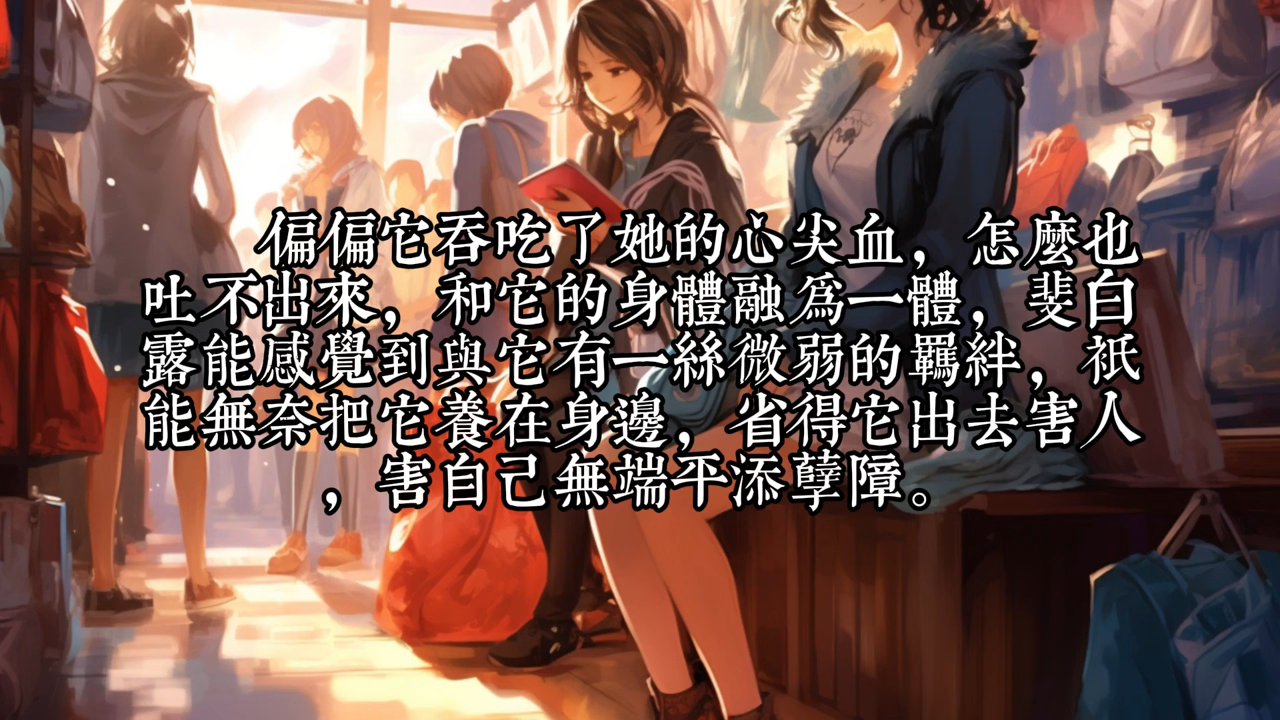 偏偏它吞吃了她的心尖血，怎麼也
吐不出來，和它的身體融爲一體，斐白
露能感覺到與它有一絲微弱的羈絆，祇
能無奈把它養在身邊，省得它出去害人
，害自己無端平添孽障。